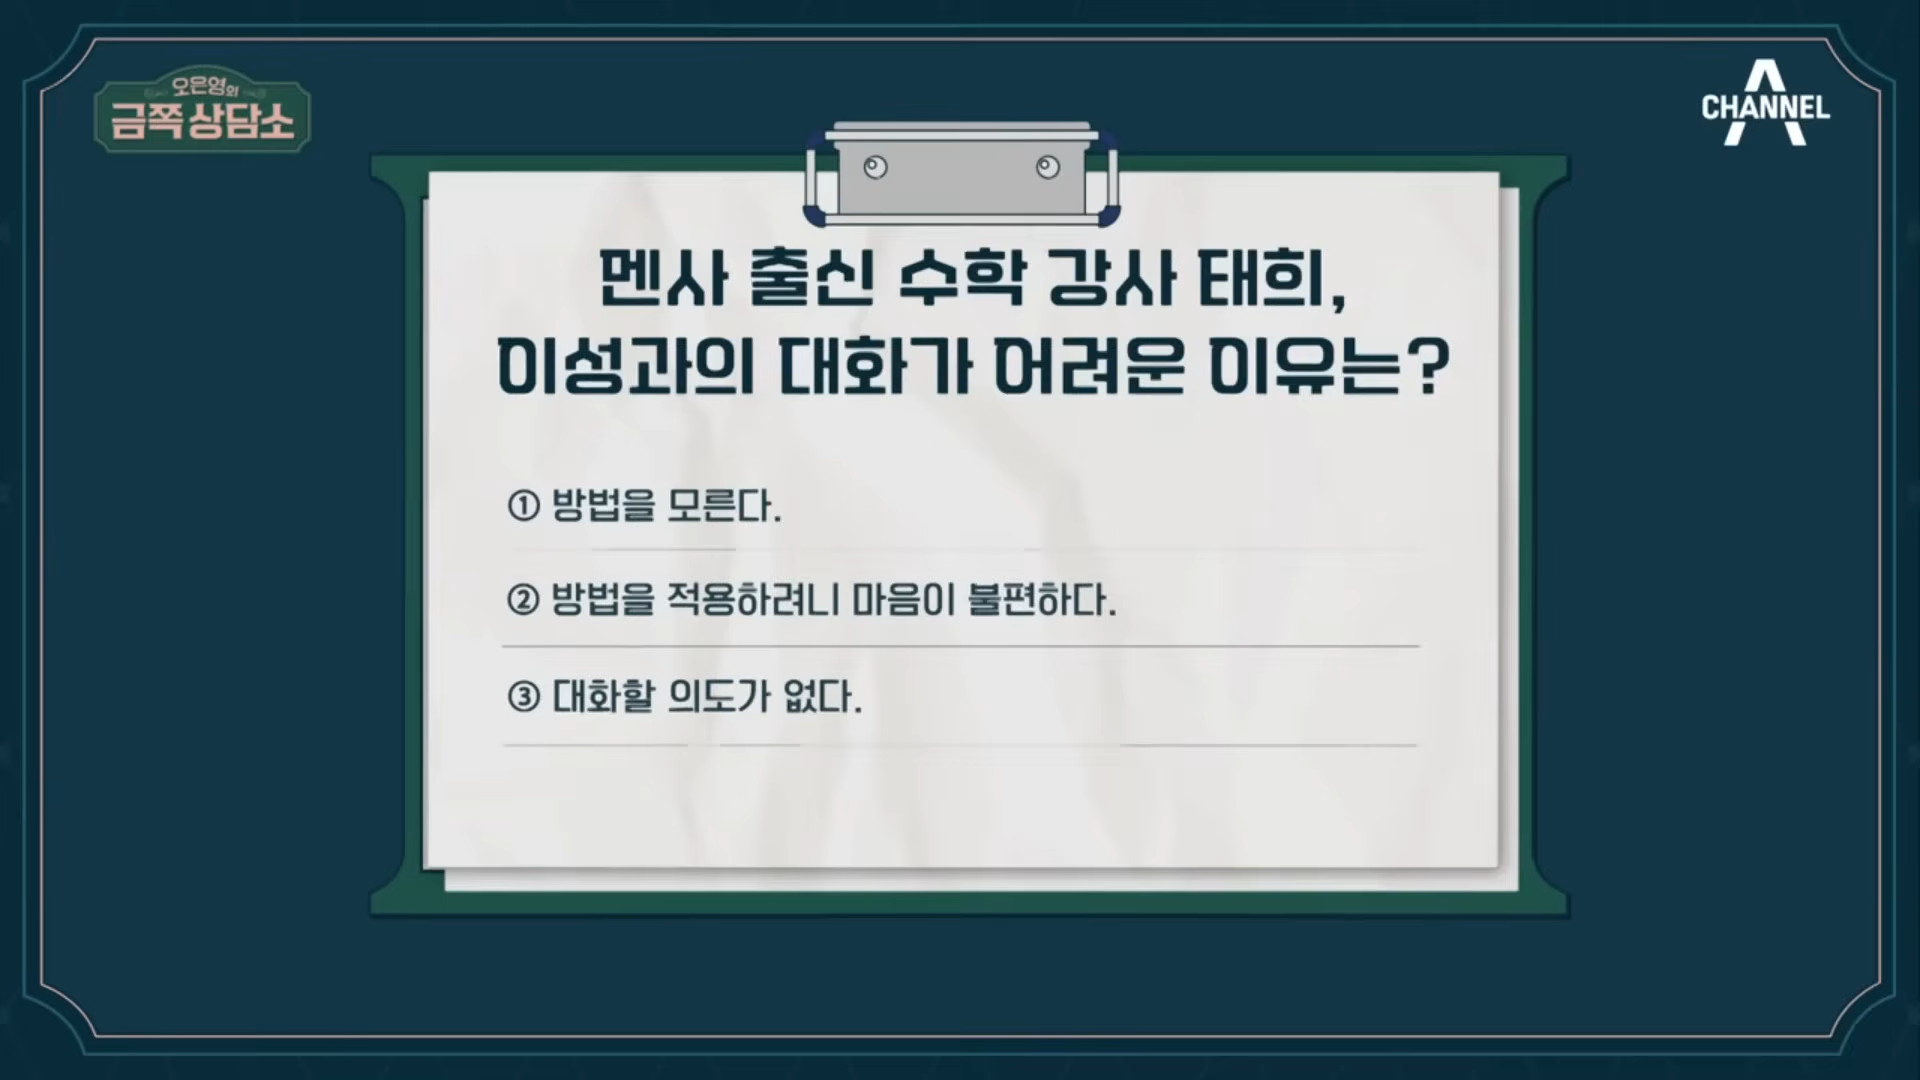 오은영의
금쪽 상담소
CHANNEL A
멘사 출신 수학 강사 태희,
이성과의 대화가 어려운 이유는?
① 방법을 모른다.
② 방법을 적용하려니 마음이 불편하다.
③ 대화할 의도가 없다.